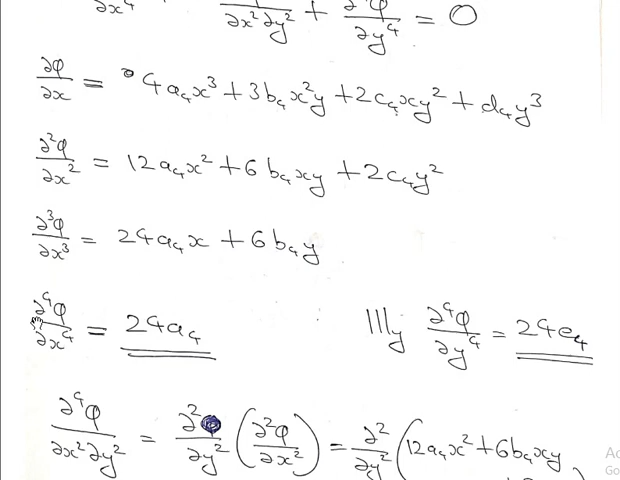 ∂x⁴ ∂x²∂y² + ∂⁴φ/∂y⁴ = 0
∂φ/∂x = 4a₄x³ + 3b₄x²y + 2c₄xy² + d₄y³
∂²φ/∂x² = 12a₄x² + 6b₄xy + 2c₄y²
∂³φ/∂x³ = 24a₄x + 6b₄y
∂⁴φ/∂x⁴ = 24a₄ IIIly ∂⁴φ/∂y⁴ = 24e₄
∂⁴φ/∂x²∂y² = ∂²/∂y² (∂²φ/∂x²) = ∂²/∂y² (12a₄x² + 6b₄xy